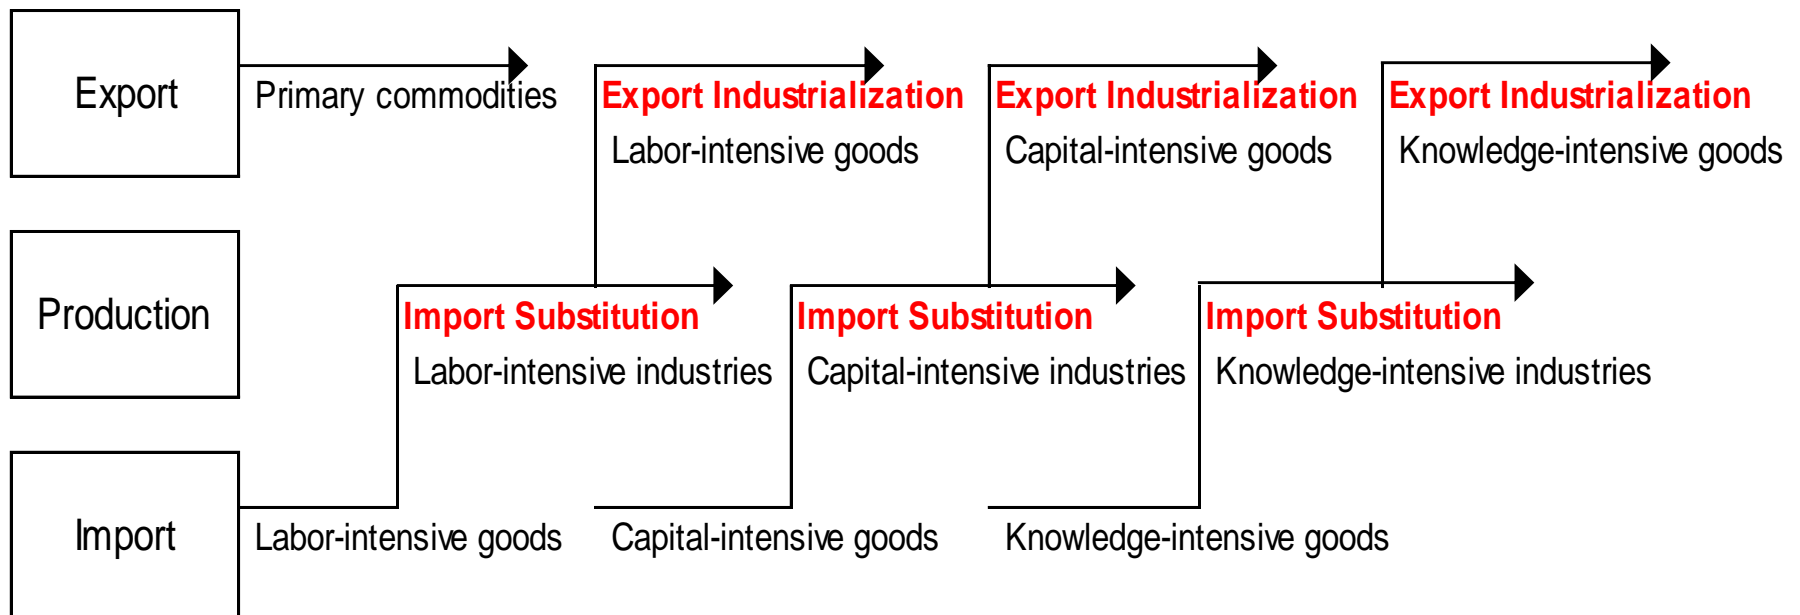 Export
Primary commodities
Export Industrialization
Labor-intensive goods
Export Industrialization
Capital-intensive goods
Export Industrialization
Knowledge-intensive goods
Production
Import Substitution
Labor-intensive industries
Import Substitution
Capital-intensive industries
Import Substitution
Knowledge-intensive industries
Import
Labor-intensive goods
Capital-intensive goods
Knowledge-intensive goods